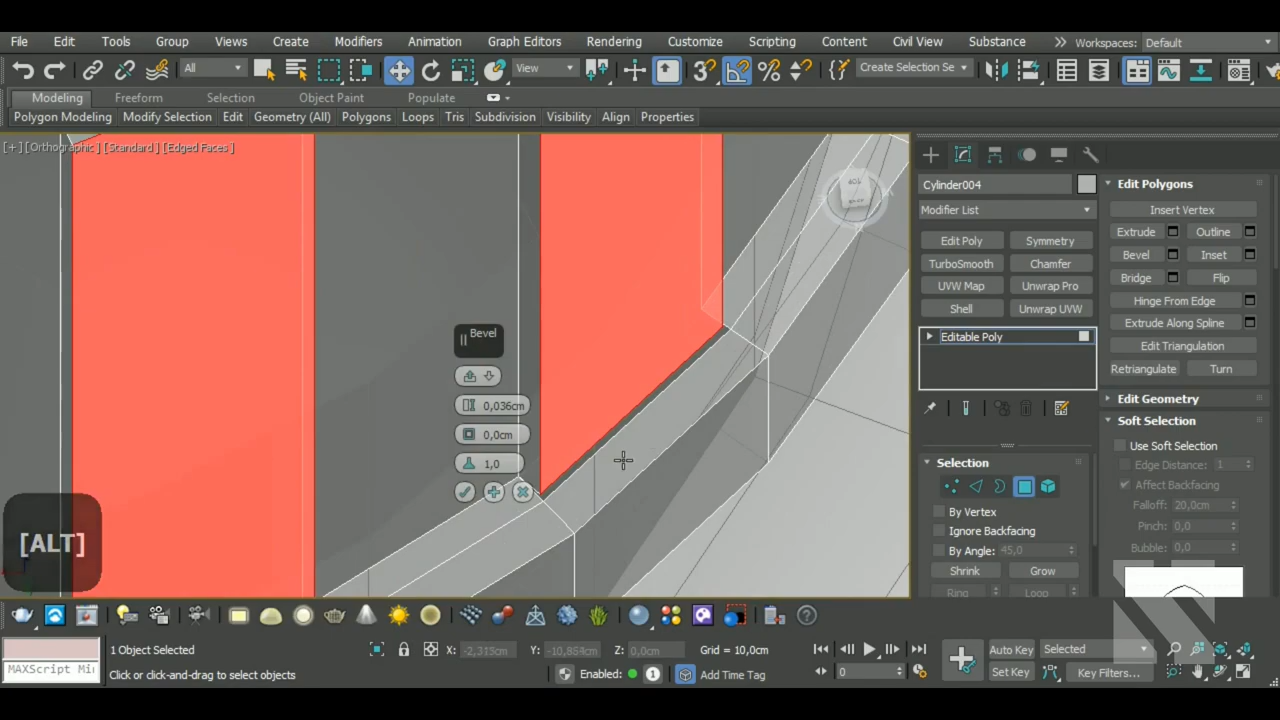 File Edit Tools Group Views Create Modifiers Animation Graph Editors Rendering Customize Scripting Content Civil View Substance Workspaces: Default
All View Create Selection Se
Modeling Freeform Selection Object Paint Populate
Polygon Modeling Modify Selection Edit Geometry (All) Polygons Loops Tris Subdivision Visibility Align Properties
[+] [Orthographic] [Standard] [Edged Faces]
Cylinder004
Modifier List
Edit Poly Symmetry
TurboSmooth Chamfer
UVW Map Unwrap Pro
Shell Unwrap UVW
Editable Poly
Selection
By Vertex
Ignore Backfacing
By Angle: 45,0
Shrink Grow
Ring Loop
Edit Polygons
Insert Vertex
Extrude Outline
Bevel Inset
Bridge Flip
Hinge From Edge
Extrude Along Spline
Edit Triangulation
Retriangulate Turn
Edit Geometry
Soft Selection
Use Soft Selection
Edge Distance: 1
Affect Backfacing
Falloff: 20,0cm
Pinch: 0,0
Bubble: 0,0
Bevel
0,036cm
0,0cm
1,0
[ALT]
MAXScript Mi
1 Object Selected
Click or click-and-drag to select objects
X: -2,313cm Y: -10,864cm Z: 0,0cm Grid = 10,0cm
Enabled: 1 Add Time Tag
0
Auto Key Selected
Set Key Key Filters...